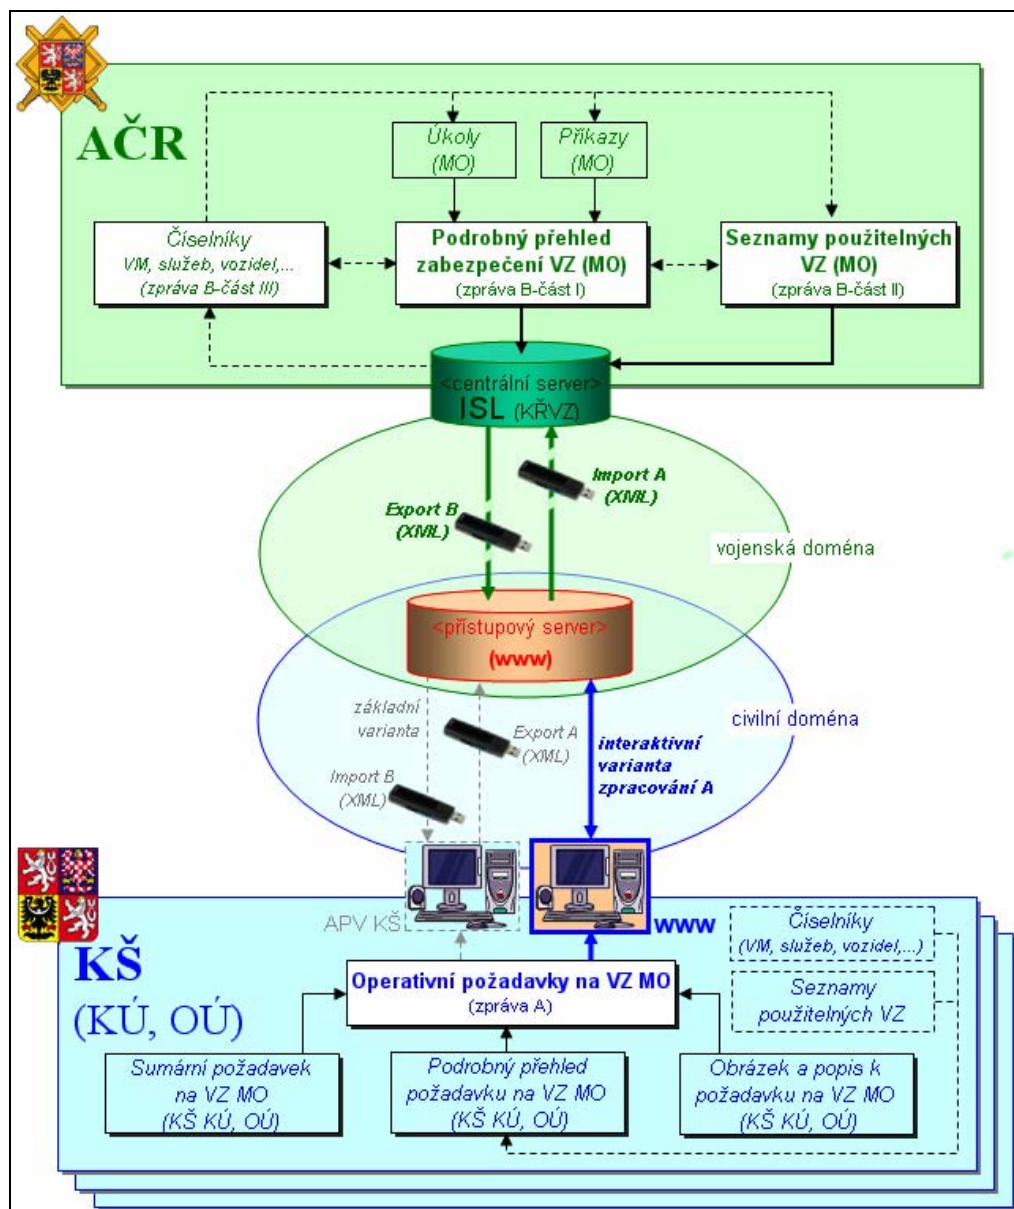 AČR
Úkoly
(MO)
Příkazy
(MO)
Číselníky
VM, služeb, vozidel,...
(zpráva B-část III)
Podrobný přehled
zabezpečení VZ (MO)
(zpráva B-část I)
Seznamy použitelných
VZ (MO)
(zpráva B-část II)
<centrální server>
ISL (KŘVZ)
Import A
(XML)
Export B
(XML)
vojenská doména
<přístupový server>
(www)
základní
varianta
Export A
(XML)
Import B
(XML)
interaktivní
varianta
zpracování A
civilní doména
APV KŠ
www
KŠ
(KÚ, OÚ)
Číselníky
(VM, služeb, vozidel,...)
Seznamy
použitelných VZ
Operativní požadavky na VZ MO
(zpráva A)
Sumární požadavek
na VZ MO
(KŠ KÚ, OÚ)
Podrobný přehled
požadavku na VZ MO
(KŠ KÚ, OÚ)
Obrázek a popis k
požadavku na VZ MO
(KŠ KÚ, OÚ)